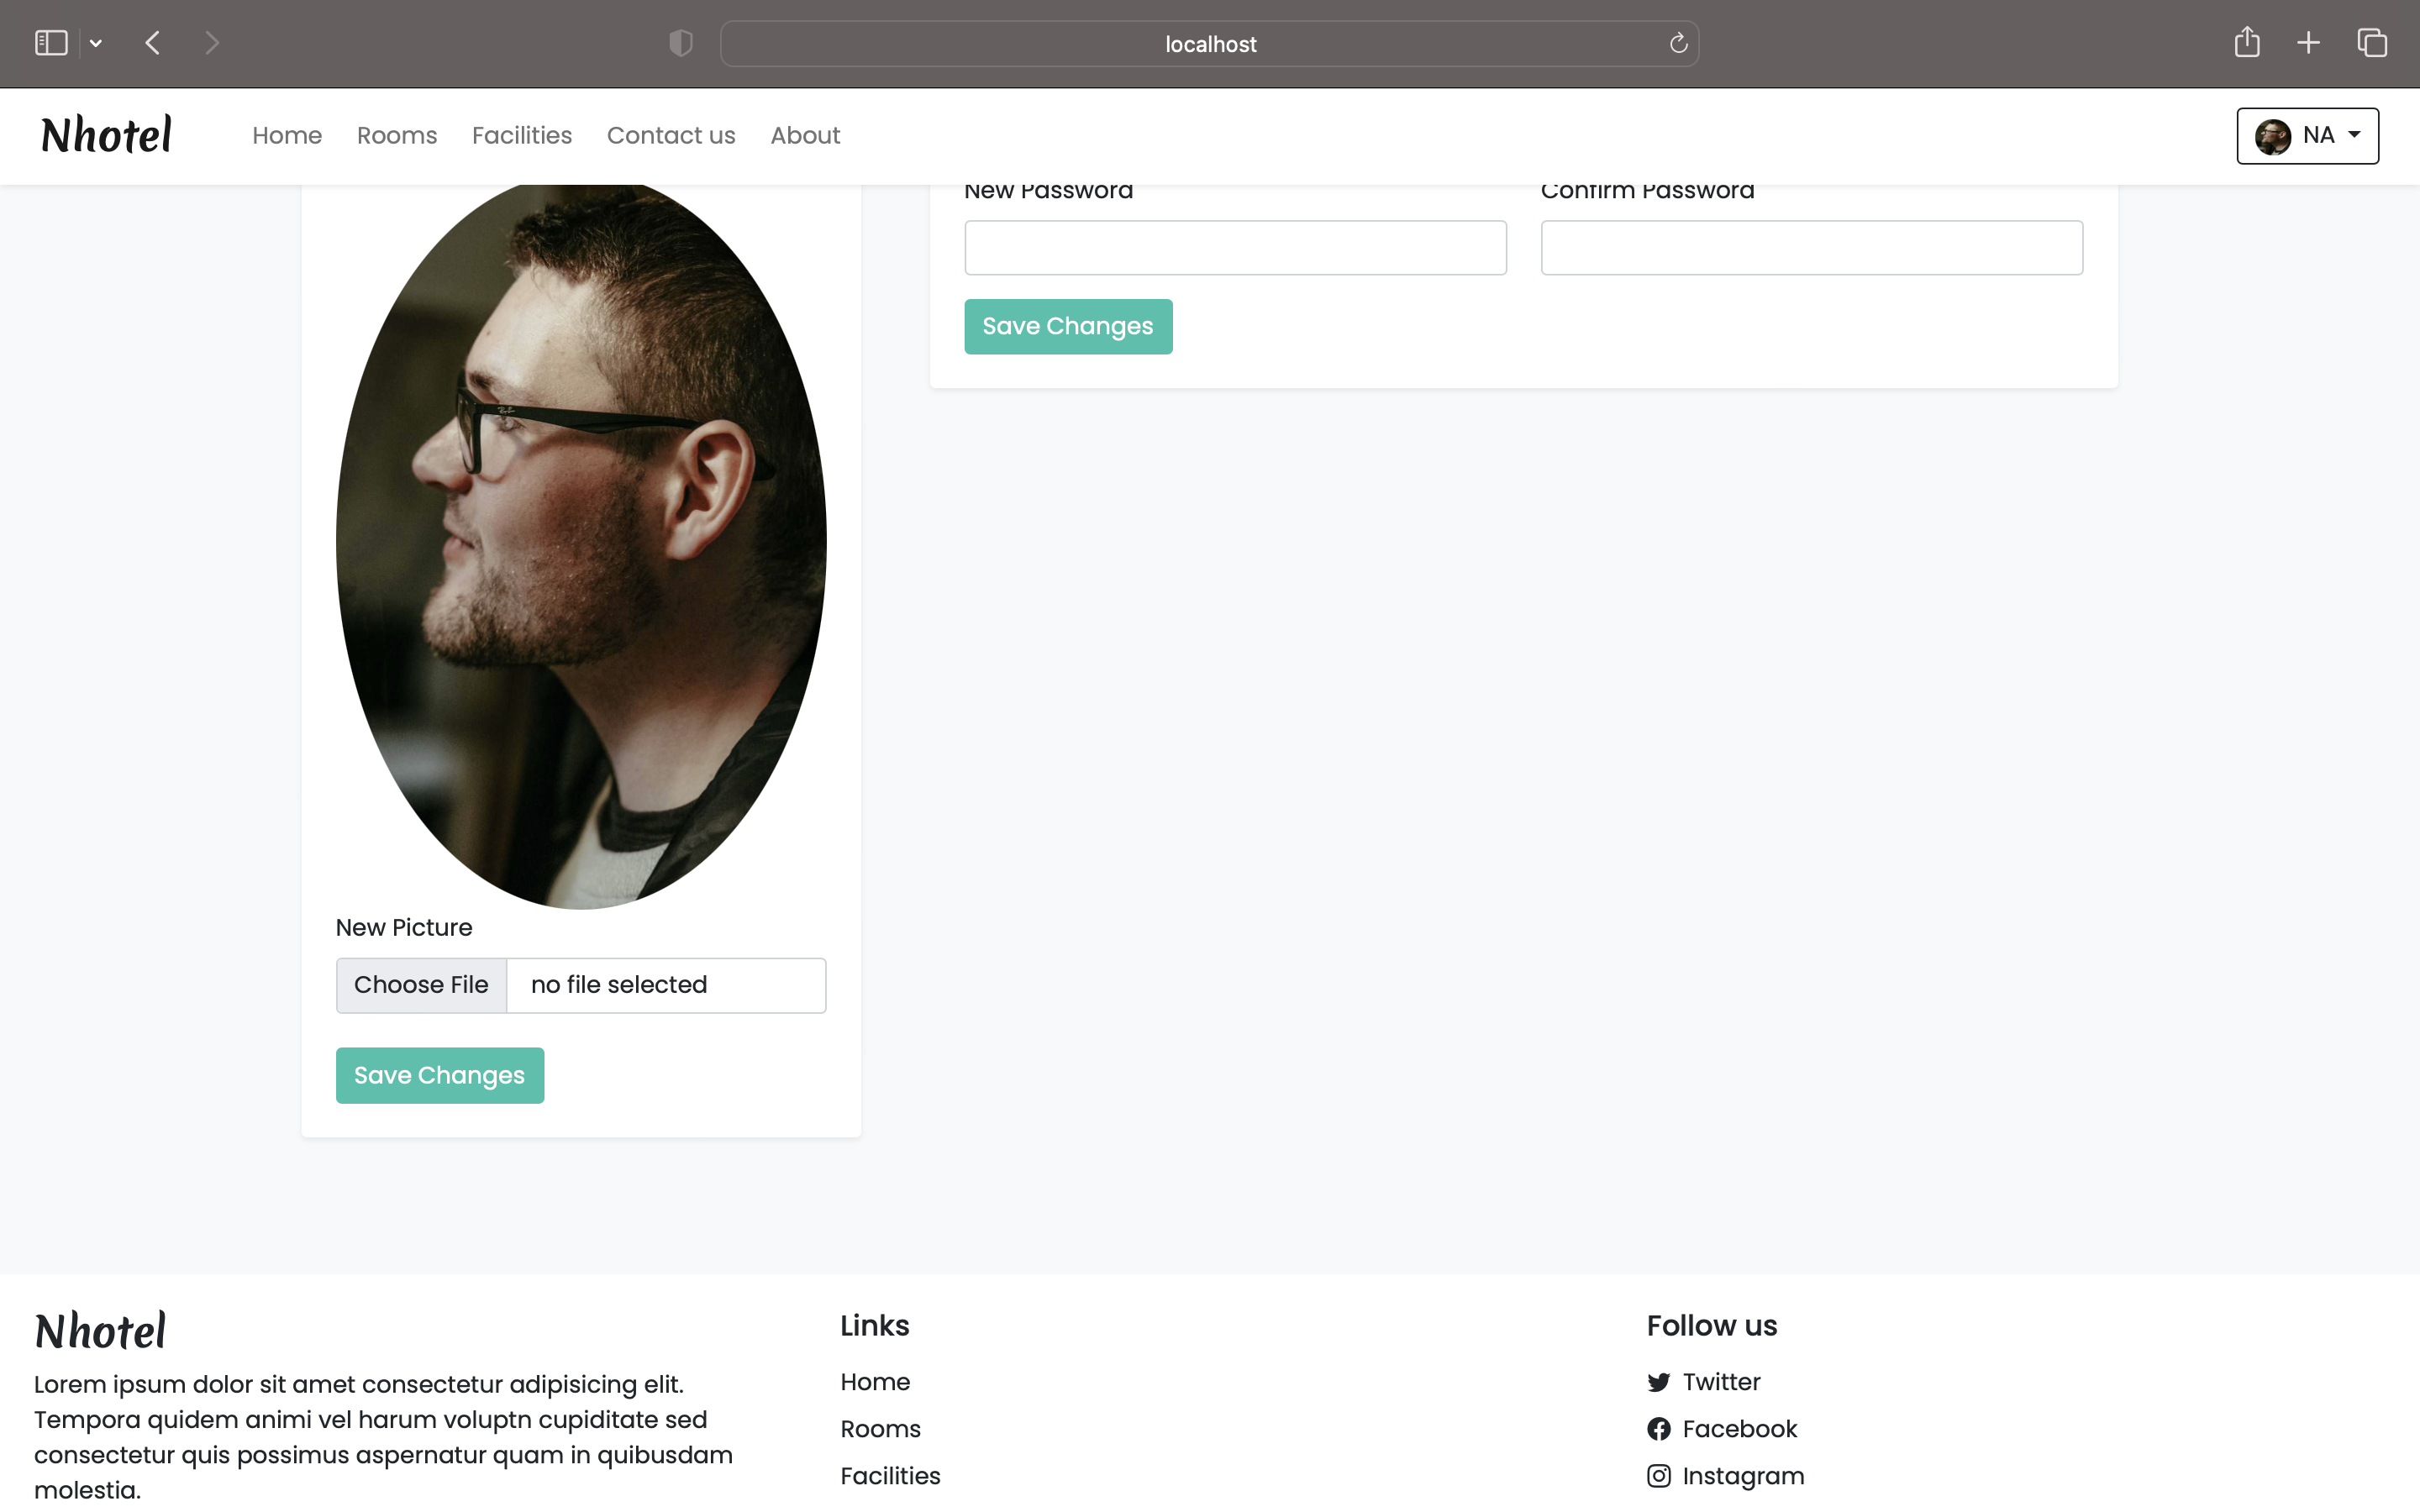 localhost
Nhotel
Home Rooms Facilities Contact us About
NA
New Password
Confirm Password
Save Changes
New Picture
Choose File no file selected
Save Changes
Nhotel
Lorem ipsum dolor sit amet consectetur adipisicing elit.
Tempora quidem animi vel harum voluptn cupiditate sed
consectetur quis possimus aspernatur quam in quibusdam
molestia.
Links
Home
Rooms
Facilities
Follow us
Twitter
Facebook
Instagram